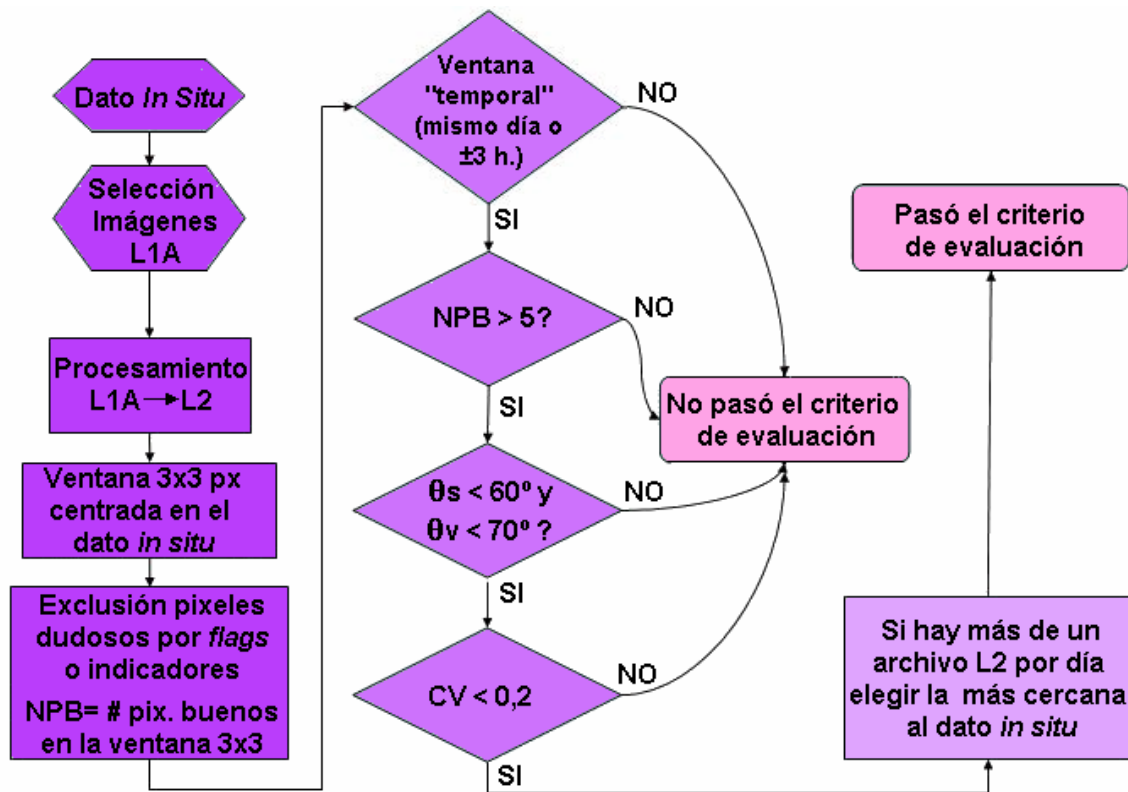 Dato In Situ
Selección
Imágenes
L1A
Procesamiento
L1A→L2
Ventana 3x3 px
centrada en el
dato in situ
Exclusión pixeles
dudosos por flags
o indicadores
NPB= # pix. buenos
en la ventana 3x3
Ventana
"temporal"
(mismo día o
±3 h.)
NO
SI
NPB > 5?
NO
SI
θs < 60º y
θv < 70º ?
NO
SI
CV < 0,2
NO
SI
No pasó el criterio
de evaluación
Pasó el criterio
de evaluación
Si hay más de un
archivo L2 por día
elegir la más cercana
al dato in situ